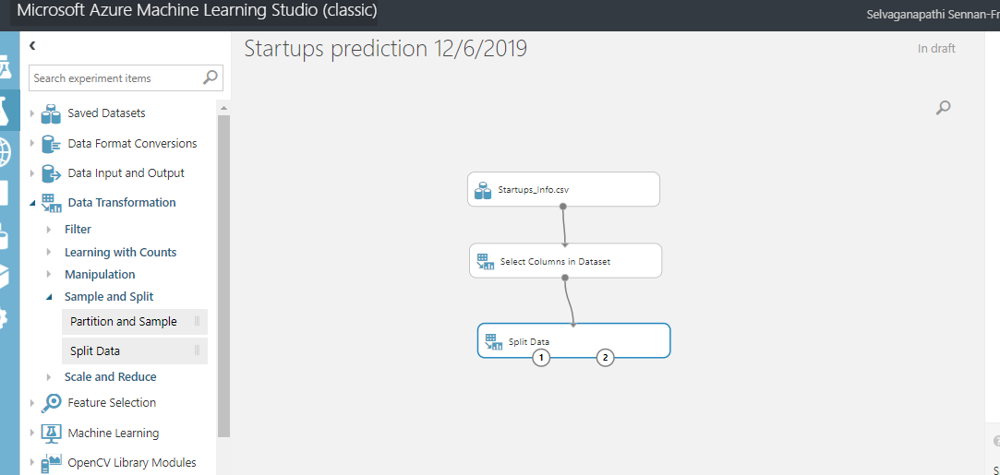 Microsoft Azure Machine Learning Studio (classic)
Selvaganapathi Sennan-Fr
Startups prediction 12/6/2019
In draft
Search experiment items
Saved Datasets
Data Format Conversions
Data Input and Output
Data Transformation
Filter
Learning with Counts
Manipulation
Sample and Split
Partition and Sample
Split Data
Scale and Reduce
Feature Selection
Machine Learning
OpenCV Library Modules
Startups_Info.csv
Select Columns in Dataset
Split Data
1 2
S